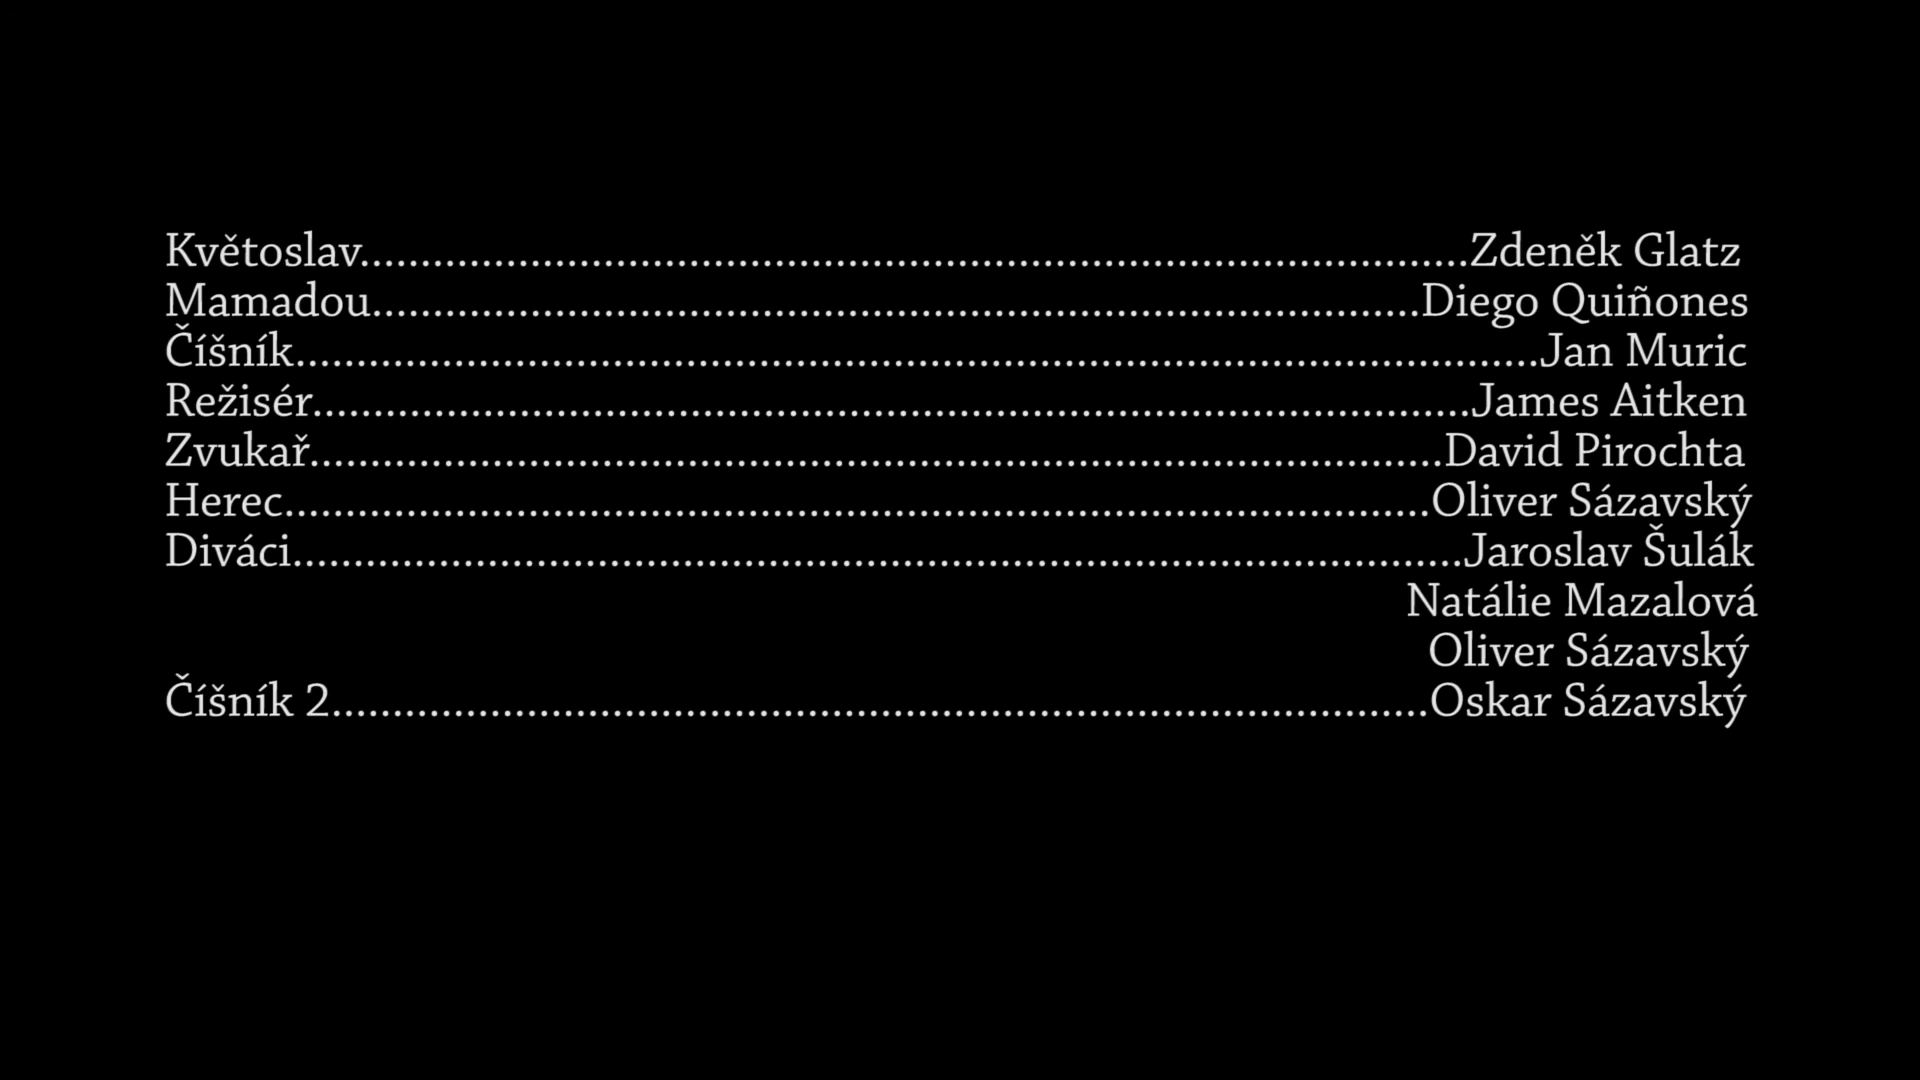 Květoslav..........................................................................................Zdeněk Glatz
Mamadou.....................................................................................Diego Quiñones
Číšník.....................................................................................................Jan Muric
Režisér..............................................................................................James Aitken
Zvukař............................................................................................David Pirochta
Herec.............................................................................................Oliver Sázavský
Diváci...............................................................................................Jaroslav Šulák
Natálie Mazalová
Oliver Sázavský
Číšník 2.........................................................................................Oskar Sázavský